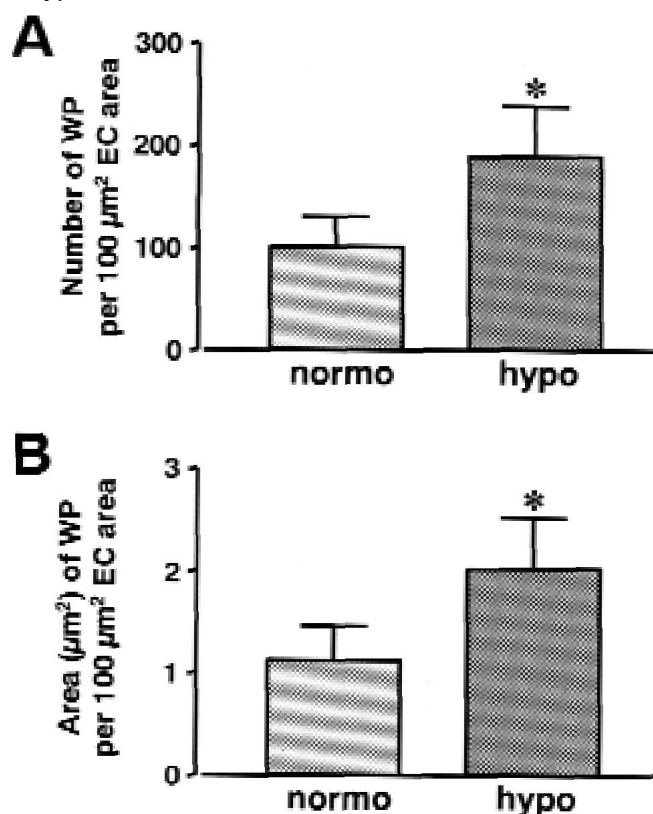 A
300
200
100
0
Number of WP
per 100 µm² EC area
*
normo
hypo
B
3
2
1
0
Area (µm²) of WP
per 100 µm² EC area
*
normo
hypo